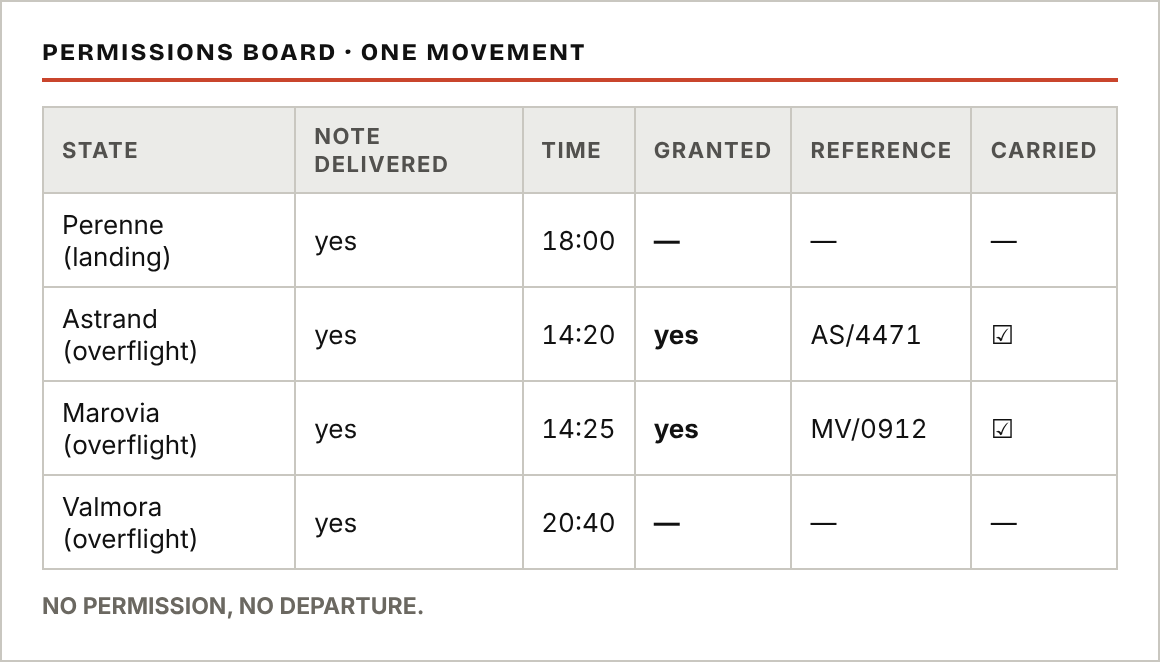 PERMISSIONS BOARD · ONE MOVEMENT
STATE NOTE DELIVERED TIME GRANTED REFERENCE CARRIED
Perenne (landing) yes 18:00 — — —
Astrand (overflight) yes 14:20 yes AS/4471 ☑
Marovia (overflight) yes 14:25 yes MV/0912 ☑
Valmora (overflight) yes 20:40 — — —
NO PERMISSION, NO DEPARTURE.